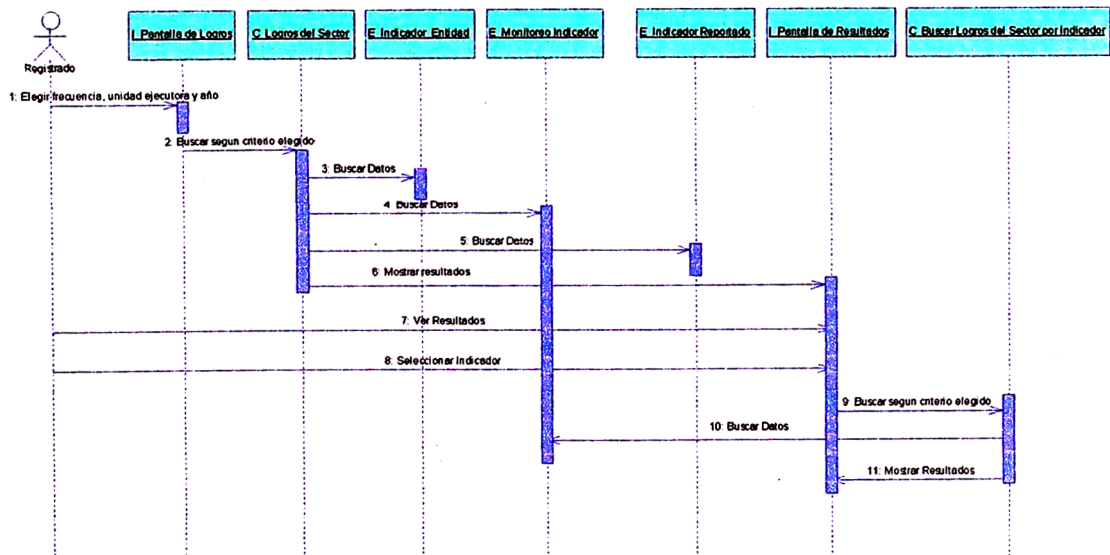 I_Pantalla de Logros
C_Logros del Sector
E_Indicador_Entidad
E_Monitoreo Indicador
E_Indicador Reportado
I_Pantalla de Resultados
C_Buscar Logros del Sector por Indicador
Registrado
1: Elegir frecuencia, unidad ejecutora y año
2: Buscar segun criterio elegido
3: Buscar Datos
4: Buscar Datos
5: Buscar Datos
6: Mostrar resultados
7: Ver Resultados
8: Seleccionar Indicador
9: Buscar segun criterio elegido
10: Buscar Datos
11: Mostrar Resultados